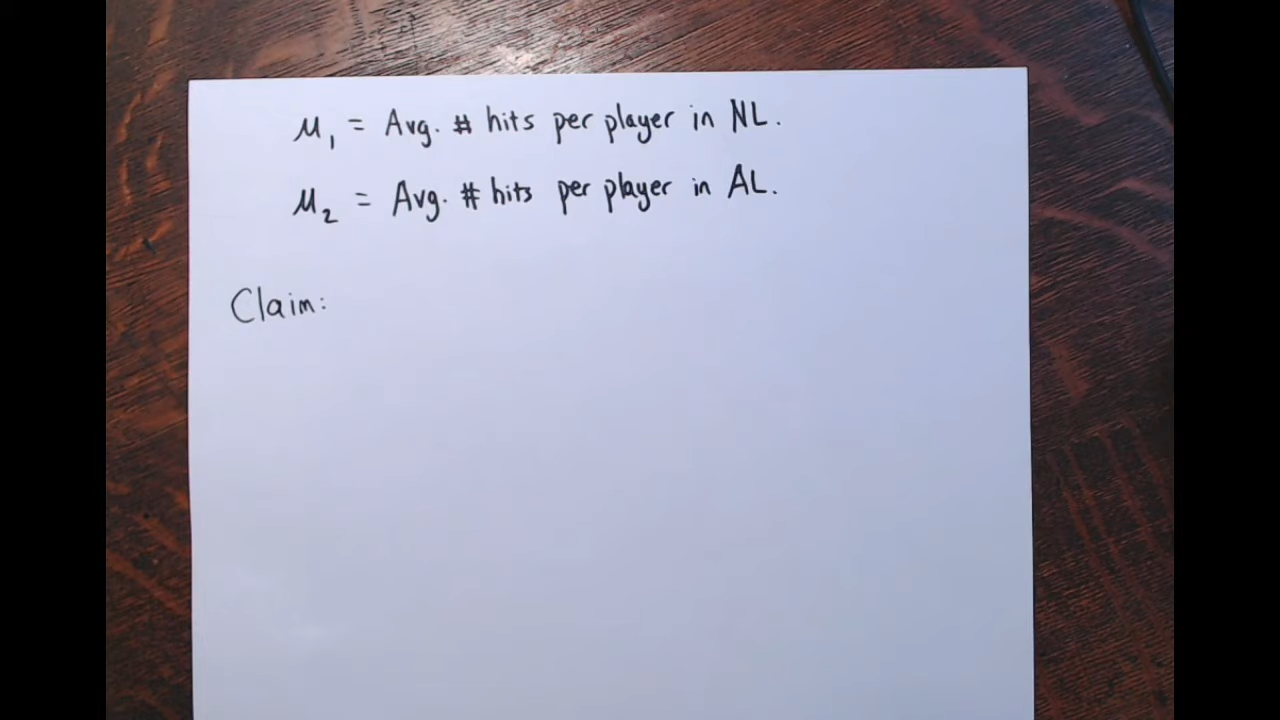 μ₁ = Avg. # hits per player in NL.
μ₂ = Avg. # hits per player in AL.
Claim: